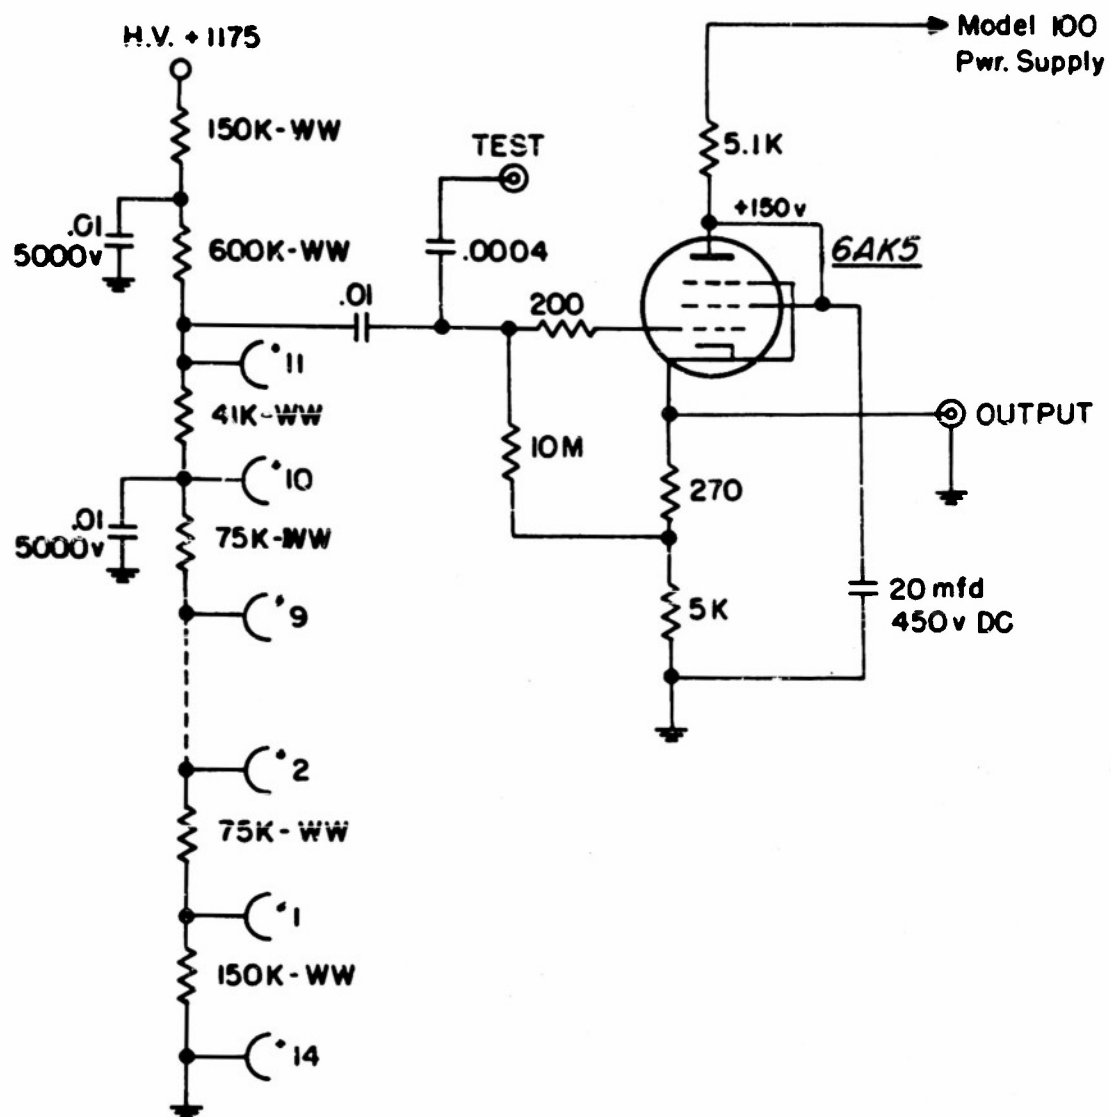 H.V. + 1175
Model 100
Pwr. Supply
150K-WW
TEST
5.1K
+150v
.01
5000v
600K-WW
.0004
6AK5
.01
200
*11
41K-WW
OUTPUT
10M
*10
270
.01
5000v
75K-WW
*9
5K
20 mfd
450v DC
*2
75K-WW
*1
150K-WW
*14